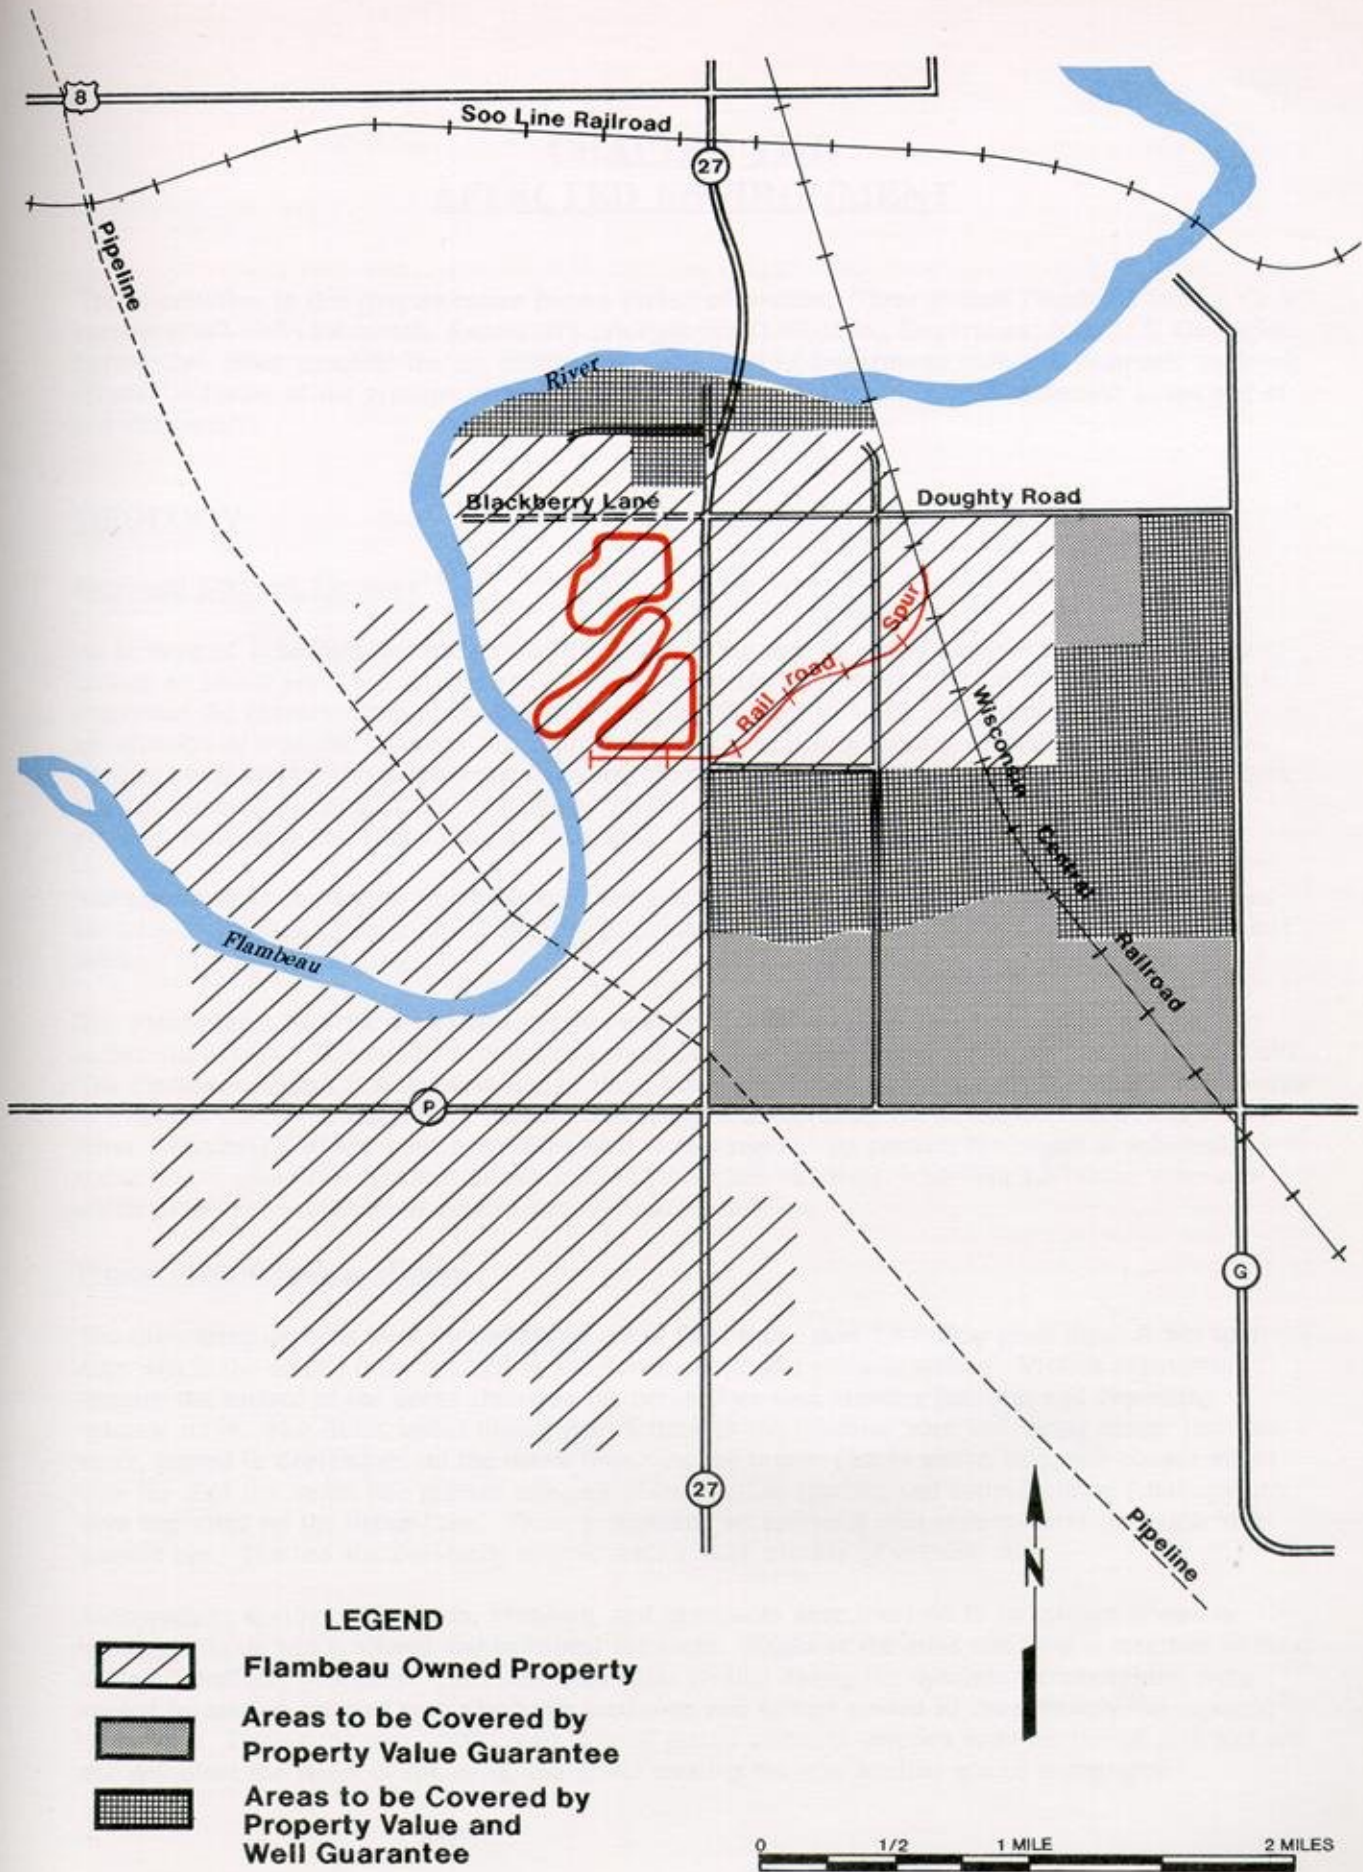 8
Soo Line Railroad
27
Pipeline
River
Blackberry Lane
Doughty Road
Spur
Rail road
Wisconsin
Central
Railroad
Flambeau
P
G
27
N
Pipeline
LEGEND
Flambeau Owned Property
Areas to be Covered by
Property Value Guarantee
Areas to be Covered by
Property Value and
Well Guarantee
0 1/2 1 MILE 2 MILES